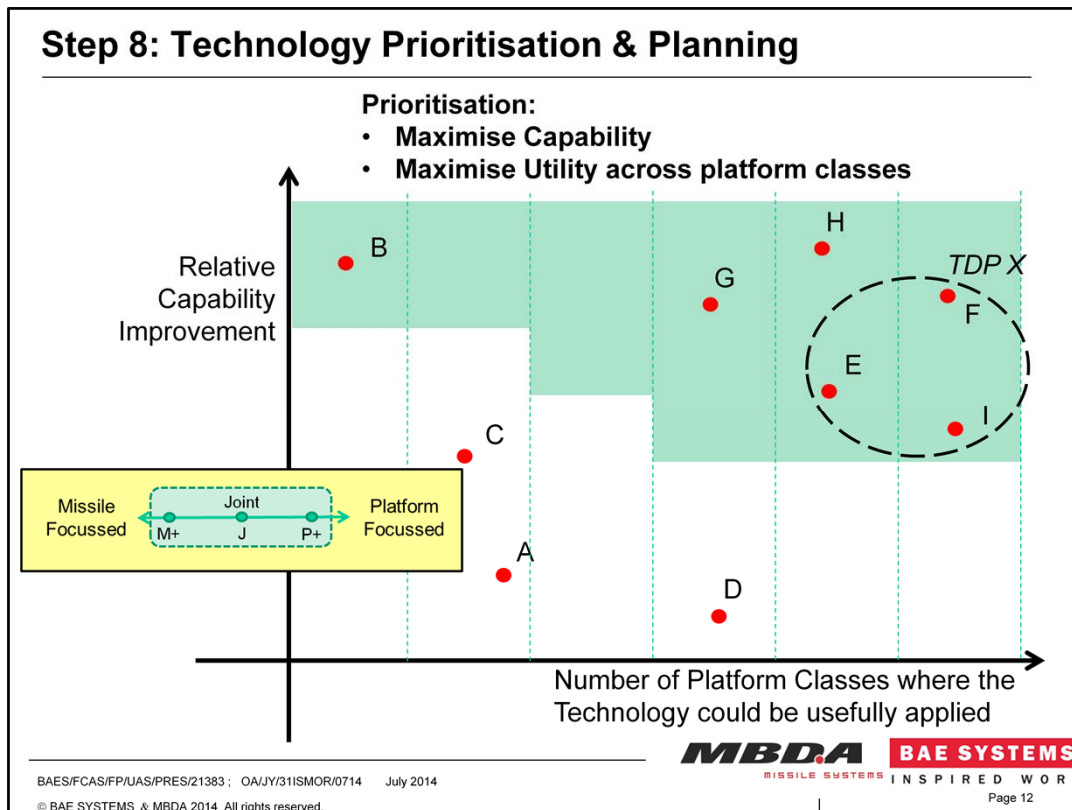 Step 8: Technology Prioritisation & Planning
Prioritisation:
• Maximise Capability
• Maximise Utility across platform classes
Relative
Capability
Improvement
B
H
TDP X
G
F
E
I
C
Missile
Focussed
Joint
M+ J P+
Platform
Focussed
A
D
Number of Platform Classes where the
Technology could be usefully applied
BAES/FCAS/FP/UAS/PRES/21383 ; OA/JY/31ISMOR/0714 July 2014
© BAE SYSTEMS & MBDA 2014 All rights reserved.
MBDA
MISSILE SYSTEMS
BAE SYSTEMS
INSPIRED WOR
Page 12